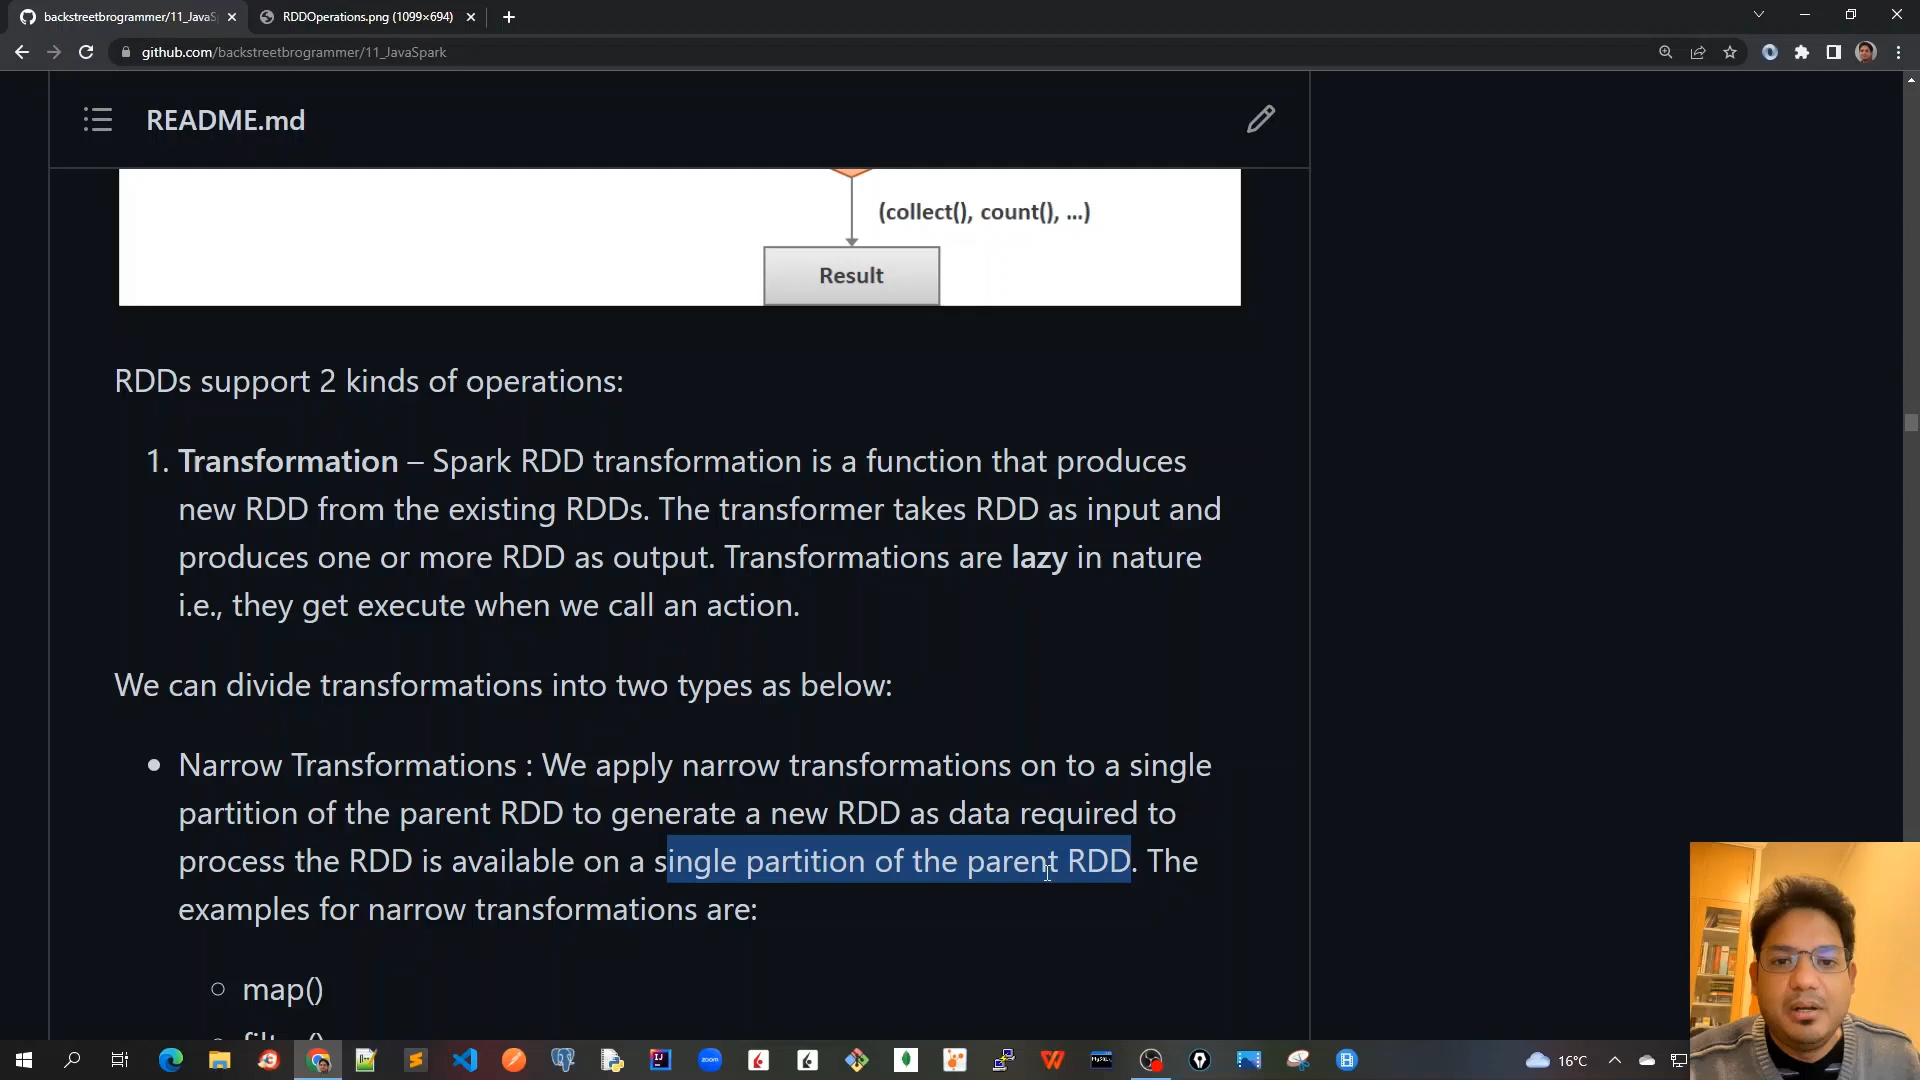 backstreetbrogrammer/11_JavaS
RDDOperations.png (1099×694)
github.com/backstreetbrogrammer/11_JavaSpark
README.md
(collect(), count(), ...)
Result
RDDs support 2 kinds of operations:
1. Transformation – Spark RDD transformation is a function that produces
new RDD from the existing RDDs. The transformer takes RDD as input and
produces one or more RDD as output. Transformations are lazy in nature
i.e., they get execute when we call an action.
We can divide transformations into two types as below:
• Narrow Transformations : We apply narrow transformations on to a single
partition of the parent RDD to generate a new RDD as data required to
process the RDD is available on a single partition of the parent RDD. The
examples for narrow transformations are:
○ map()
zoom
16°C